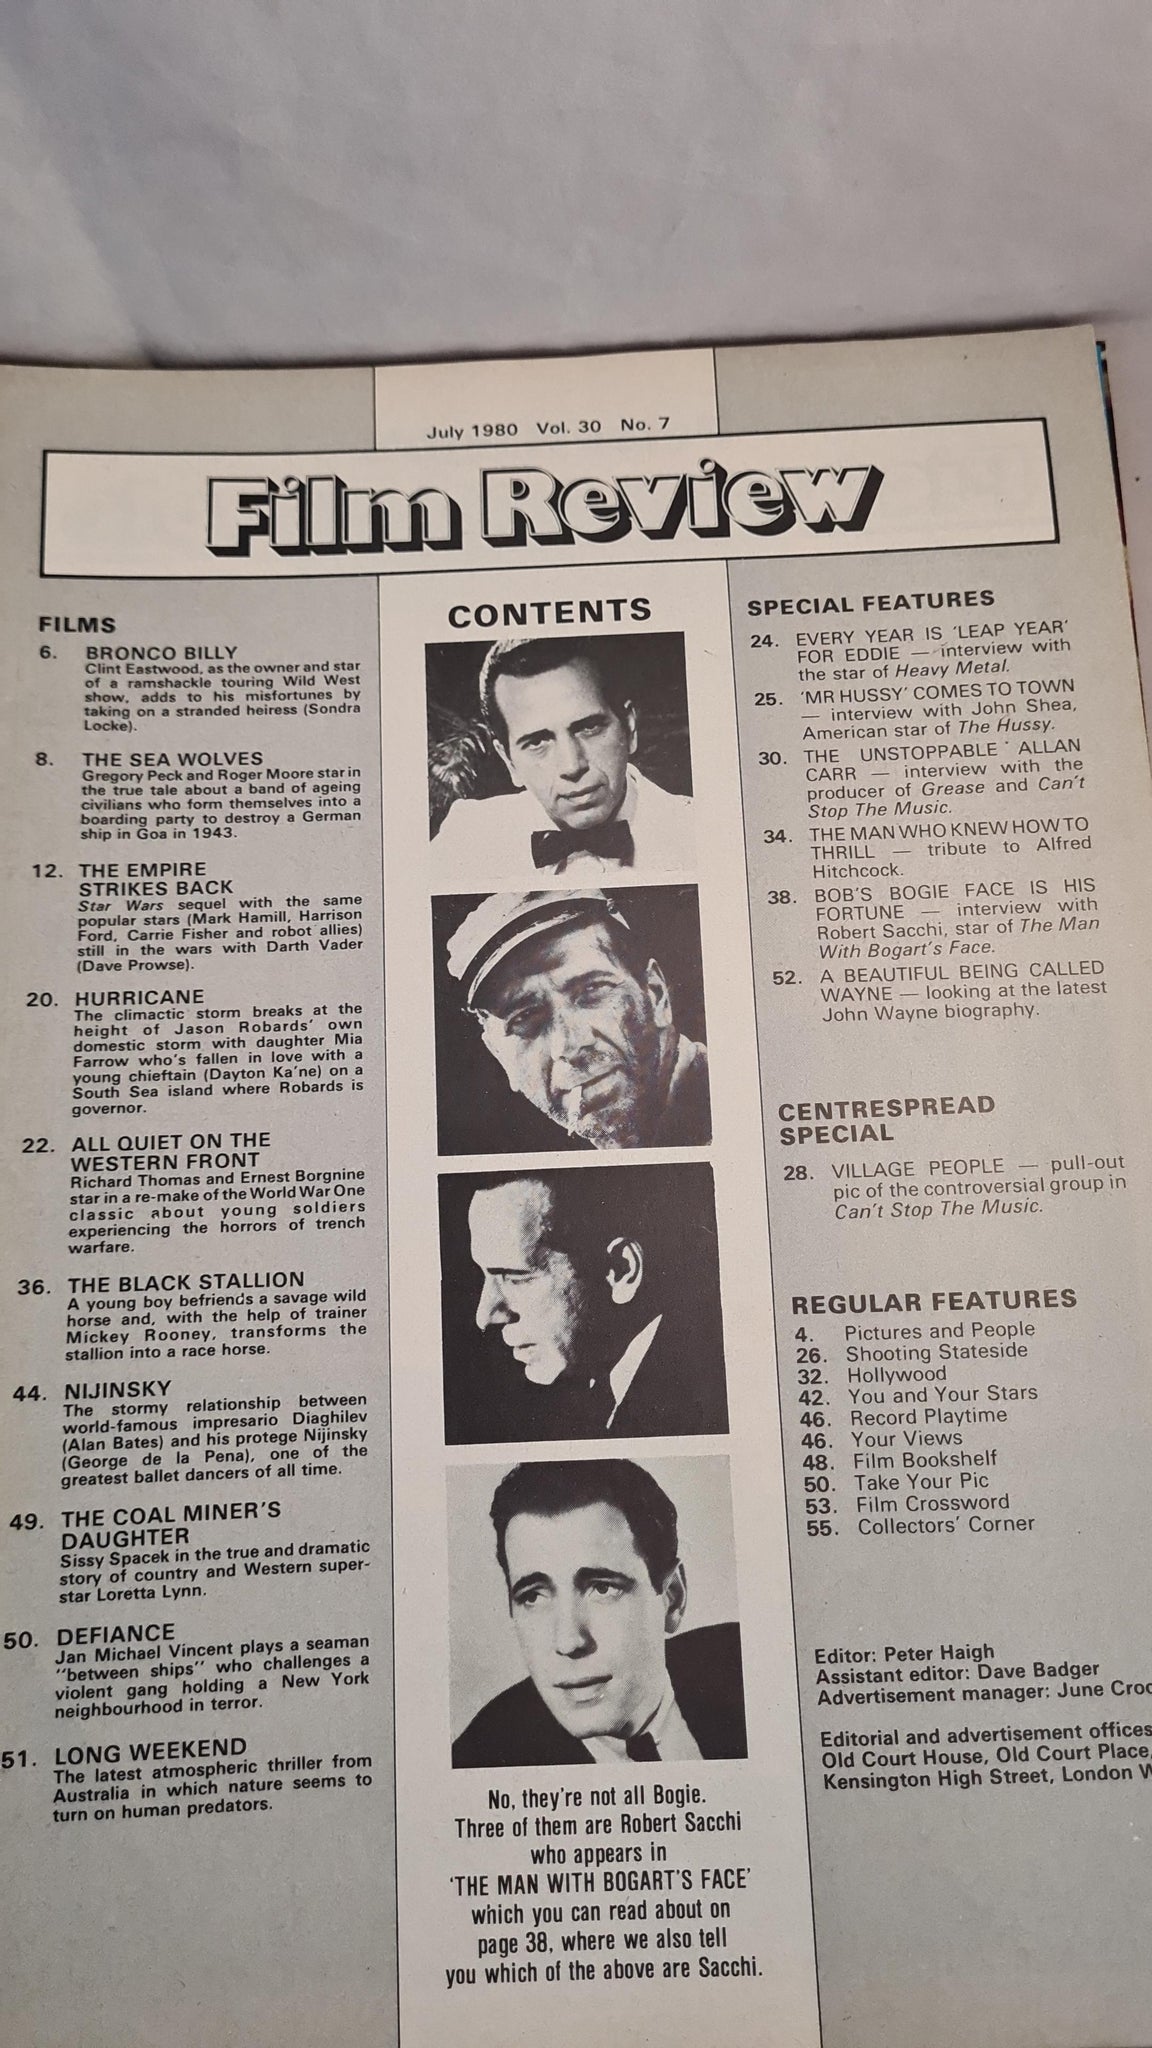 July 1980 Vol. 30 No. 7
Film Review
FILMS
6. BRONCO BILLY
Clint Eastwood, as the owner and star
of a ramshackle touring Wild West
show, adds to his misfortunes by
taking on a stranded heiress (Sondra
Locke).
8. THE SEA WOLVES
Gregory Peck and Roger Moore star in
the true tale about a band of ageing
civilians who form themselves into a
boarding party to destroy a German
ship in Goa in 1943.
12. THE EMPIRE
STRIKES BACK
Star Wars sequel with the same
popular stars (Mark Hamill, Harrison
Ford, Carrie Fisher and robot allies)
still in the wars with Darth Vader
(Dave Prowse).
20. HURRICANE
The climactic storm breaks at the
height of Jason Robards' own
domestic storm with daughter Mia
Farrow who's fallen in love with a
young chieftain (Dayton Ka'ne) on a
South Sea island where Robards is
governor.
22. ALL QUIET ON THE
WESTERN FRONT
Richard Thomas and Ernest Borgnine
star in a re-make of the World War One
classic about young soldiers
experiencing the horrors of trench
warfare.
36. THE BLACK STALLION
A young boy befriends a savage wild
horse and, with the help of trainer
Mickey Rooney, transforms the
stallion into a race horse.
44. NIJINSKY
The stormy relationship between
world-famous impresario Diaghilev
(Alan Bates) and his protege Nijinsky
(George de la Pena), one of the
greatest ballet dancers of all time.
49. THE COAL MINER'S
DAUGHTER
Sissy Spacek in the true and dramatic
story of country and Western super-
star Loretta Lynn.
50. DEFIANCE
Jan Michael Vincent plays a seaman
"between ships" who challenges a
violent gang holding a New York
neighbourhood in terror.
51. LONG WEEKEND
The latest atmospheric thriller from
Australia in which nature seems to
turn on human predators.
CONTENTS
No, they're not all Bogie.
Three of them are Robert Sacchi
who appears in
'THE MAN WITH BOGART'S FACE'
which you can read about on
page 38, where we also tell
you which of the above are Sacchi.
SPECIAL FEATURES
24. EVERY YEAR IS 'LEAP YEAR'
FOR EDDIE — interview with
the star of Heavy Metal.
25. 'MR HUSSY' COMES TO TOWN
— interview with John Shea,
American star of The Hussy.
30. THE UNSTOPPABLE ALLAN
CARR — interview with the
producer of Grease and Can't
Stop The Music.
34. THE MAN WHO KNEW HOW TO
THRILL — tribute to Alfred
Hitchcock.
38. BOB'S BOGIE FACE IS HIS
FORTUNE — interview with
Robert Sacchi, star of The Man
With Bogart's Face.
52. A BEAUTIFUL BEING CALLED
WAYNE — looking at the latest
John Wayne biography.
CENTRESPREAD
SPECIAL
28. VILLAGE PEOPLE — pull-out
pic of the controversial group in
Can't Stop The Music.
REGULAR FEATURES
4. Pictures and People
26. Shooting Stateside
32. Hollywood
42. You and Your Stars
46. Record Playtime
46. Your Views
48. Film Bookshelf
50. Take Your Pic
53. Film Crossword
55. Collectors' Corner
Editor: Peter Haigh
Assistant editor: Dave Badger
Advertisement manager: June
Editorial and advertisement offices
Old Court House, Old Court Place,
Kensington High Street, London